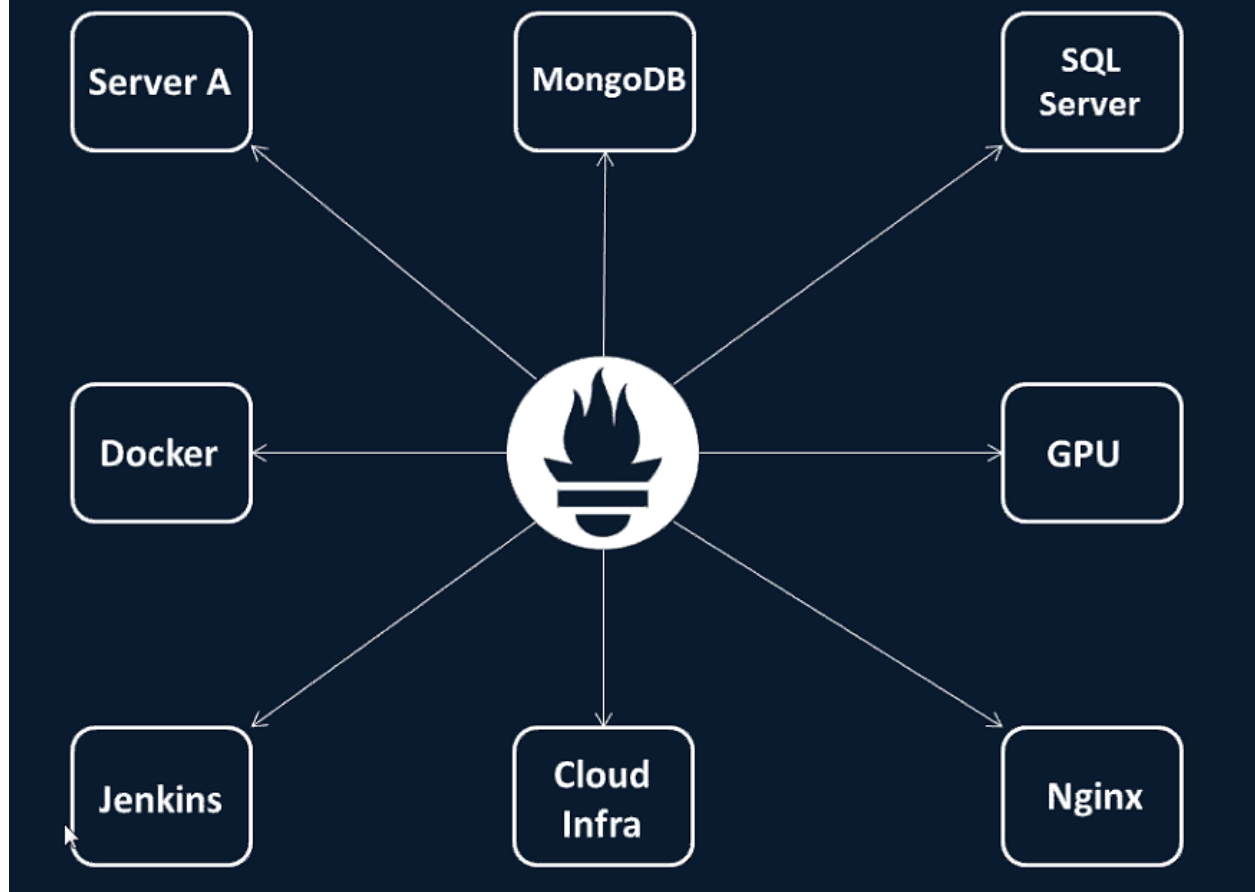 Server A
MongoDB
SQL
Server
Docker
GPU
Jenkins
Cloud
Infra
Nginx